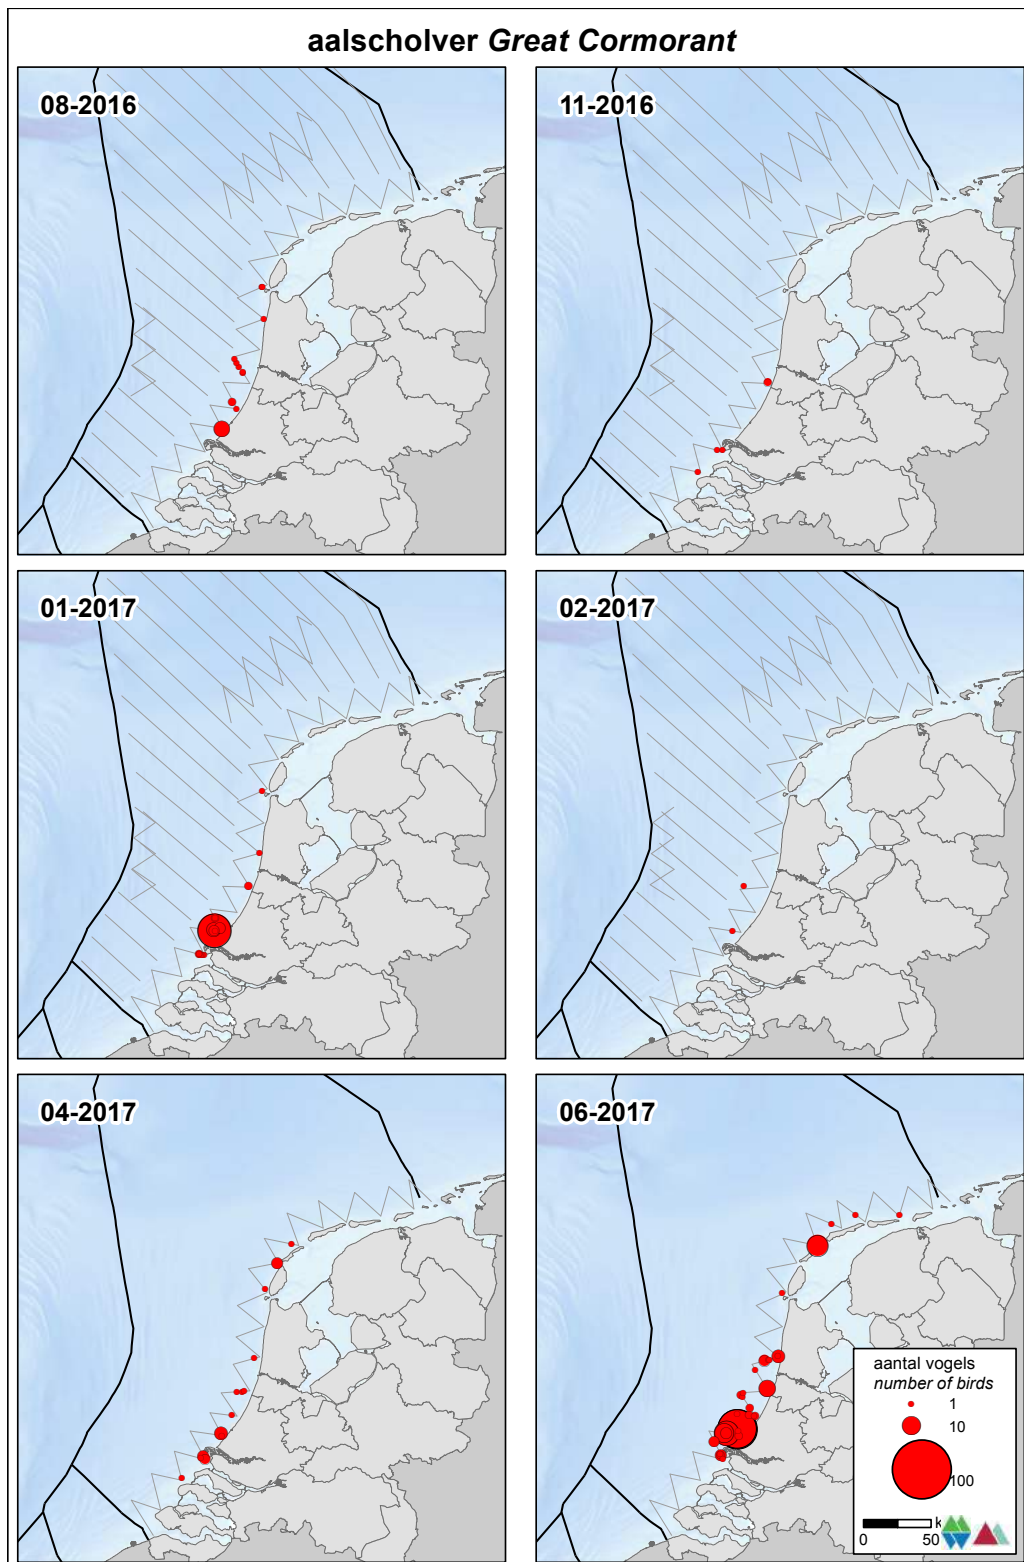 aalscholver Great Cormorant
08-2016
11-2016
01-2017
02-2017
04-2017
06-2017
aantal vogels
number of birds
1
10
100
k
0 50